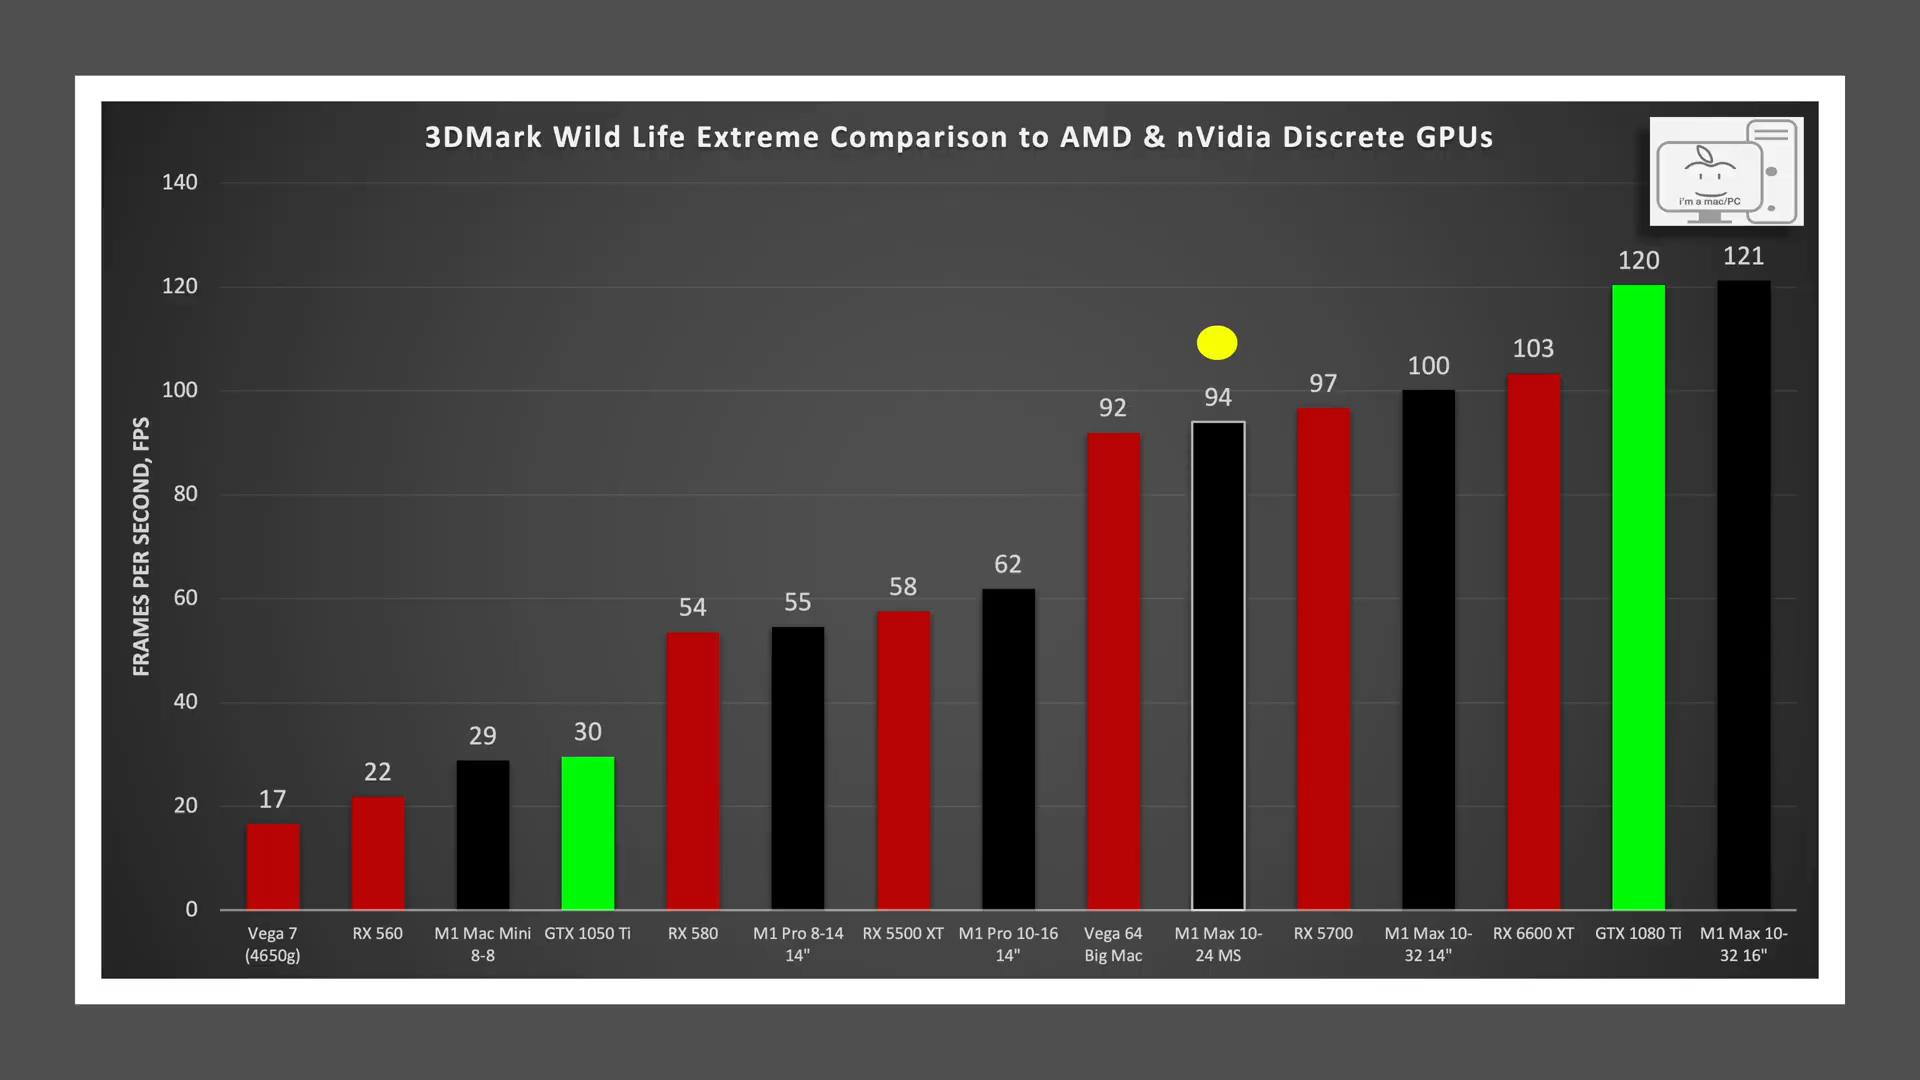 3DMark Wild Life Extreme Comparison to AMD & nVidia Discrete GPUs
i'm a mac/PC
FRAMES PER SECOND, FPS
140
120
100
80
60
40
20
0
17
22
29
30
54
55
58
62
92
94
97
100
103
120
121
Vega 7
(4650g)
RX 560
M1 Mac Mini
8-8
GTX 1050 Ti
RX 580
M1 Pro 8-14
14"
RX 5500 XT
M1 Pro 10-16
14"
Vega 64
Big Mac
M1 Max 10-
24 MS
RX 5700
M1 Max 10-
32 14"
RX 6600 XT
GTX 1080 Ti
M1 Max 10-
32 16"